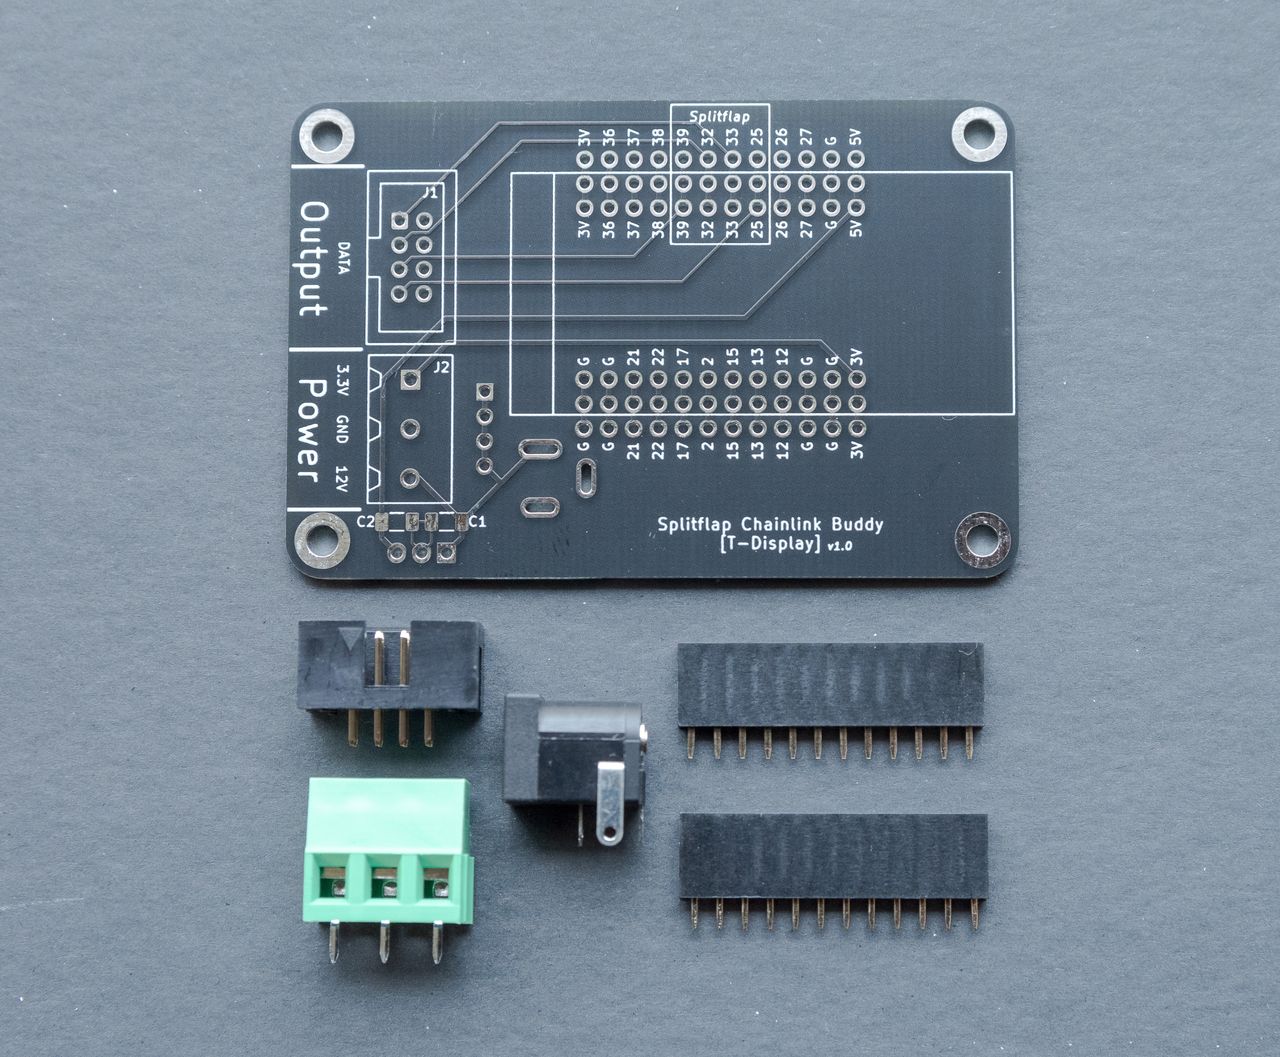 Splitflap
3V 36 37 38 39 32 33 25 26 27 G 5V
3V 36 37 38 39 32 33 25 26 27 G 5V
J1
Output
DATA
G G 21 22 17 2 15 13 12 G G 3V
G G 21 22 17 2 15 13 12 G G 3V
J2
Power
3.3V GND 12V
C2 C1
Splitflap Chainlink Buddy
[T-Display] v1.0